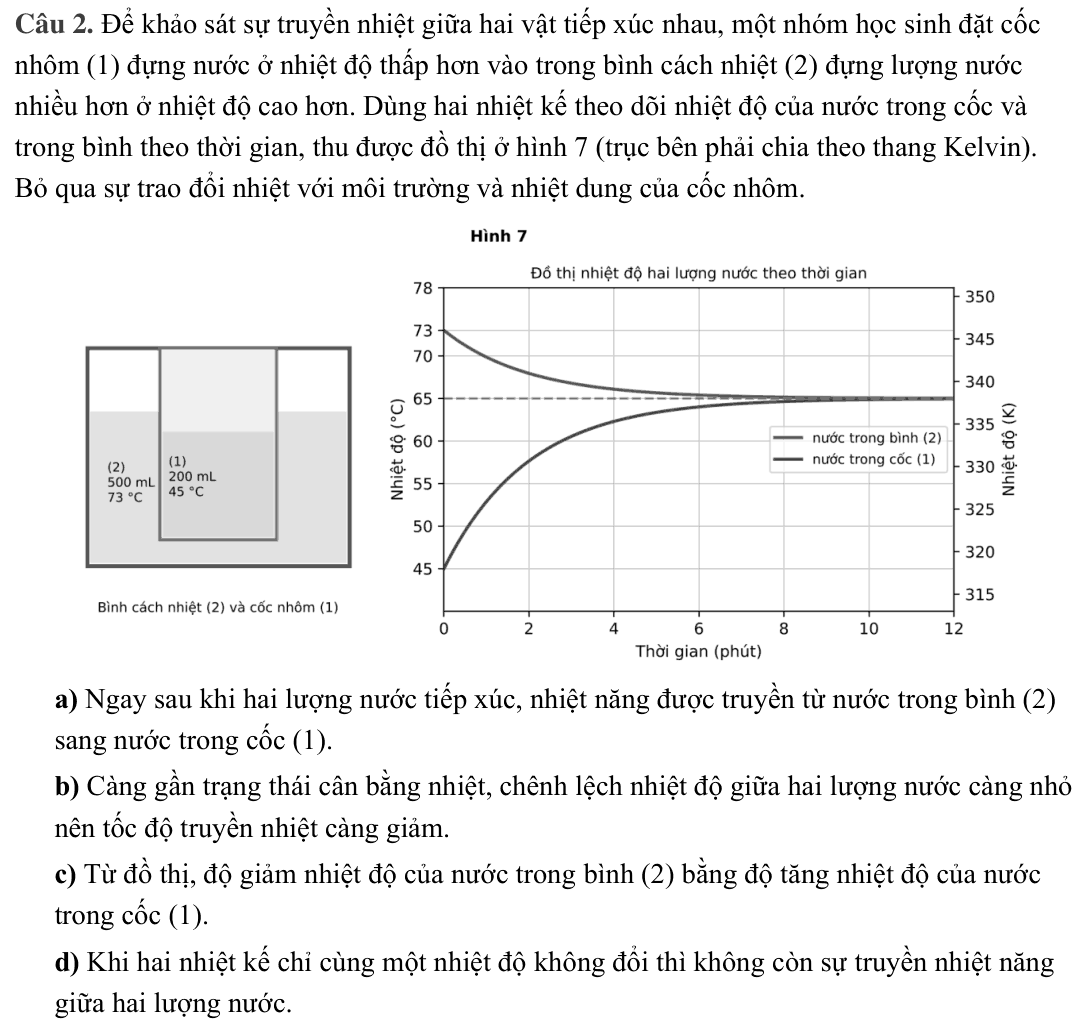 Câu 2. Để khảo sát sự truyền nhiệt giữa hai vật tiếp xúc nhau, một nhóm học sinh đặt cốc
nhôm (1) đựng nước ở nhiệt độ thấp hơn vào trong bình cách nhiệt (2) đựng lượng nước
nhiều hơn ở nhiệt độ cao hơn. Dùng hai nhiệt kế theo dõi nhiệt độ của nước trong cốc và
trong bình theo thời gian, thu được đồ thị ở hình 7 (trục bên phải chia theo thang Kelvin).
Bỏ qua sự trao đổi nhiệt với môi trường và nhiệt dung của cốc nhôm.
Hình 7
(2)
500 mL
73 °C
(1)
200 mL
45 °C
Bình cách nhiệt (2) và cốc nhôm (1)
Đồ thị nhiệt độ hai lượng nước theo thời gian
Nhiệt độ (°C)
78
73
70
65
60
55
50
45
nước trong bình (2)
nước trong cốc (1)
350
345
340
335
330
325
320
315
Nhiệt độ (K)
0 2 4 6 8 10 12
Thời gian (phút)
a) Ngay sau khi hai lượng nước tiếp xúc, nhiệt năng được truyền từ nước trong bình (2)
sang nước trong cốc (1).
b) Càng gần trạng thái cân bằng nhiệt, chênh lệch nhiệt độ giữa hai lượng nước càng nhỏ
nên tốc độ truyền nhiệt càng giảm.
c) Từ đồ thị, độ giảm nhiệt độ của nước trong bình (2) bằng độ tăng nhiệt độ của nước
trong cốc (1).
d) Khi hai nhiệt kế chỉ cùng một nhiệt độ không đổi thì không còn sự truyền nhiệt năng
giữa hai lượng nước.